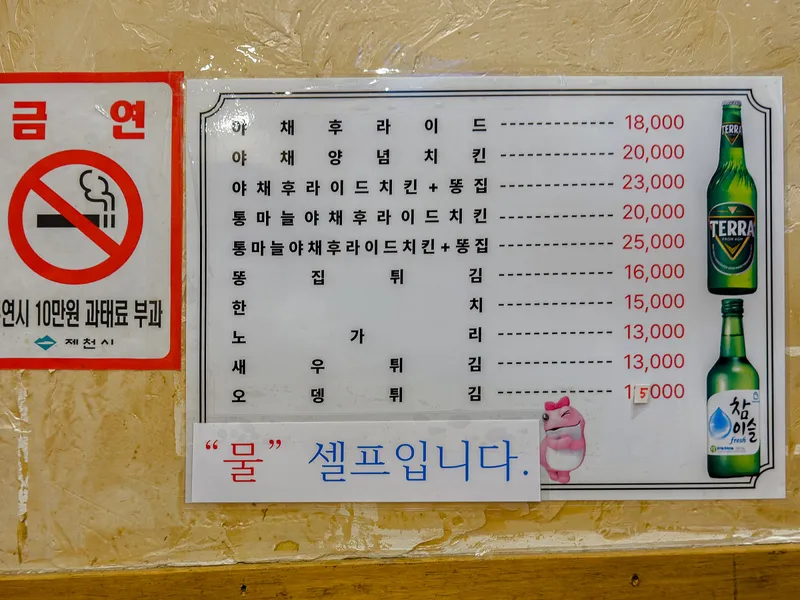 금 연
연시 10만원 과태료 부과
제천시
야채후라이드 ---------------- 18,000
야채양념치킨 ---------------- 20,000
야채후라이드치킨+똥집 ---------------- 23,000
통마늘야채후라이드치킨 ---------------- 20,000
통마늘야채후라이드치킨+똥집 ---------------- 25,000
똥집튀김 ---------------- 16,000
한치 ---------------- 15,000
노가리 ---------------- 13,000
새우튀김 ---------------- 13,000
오뎅튀김 ---------------- 15,000
“물” 셀프입니다.
TERRA
TERRA
참이슬
fresh